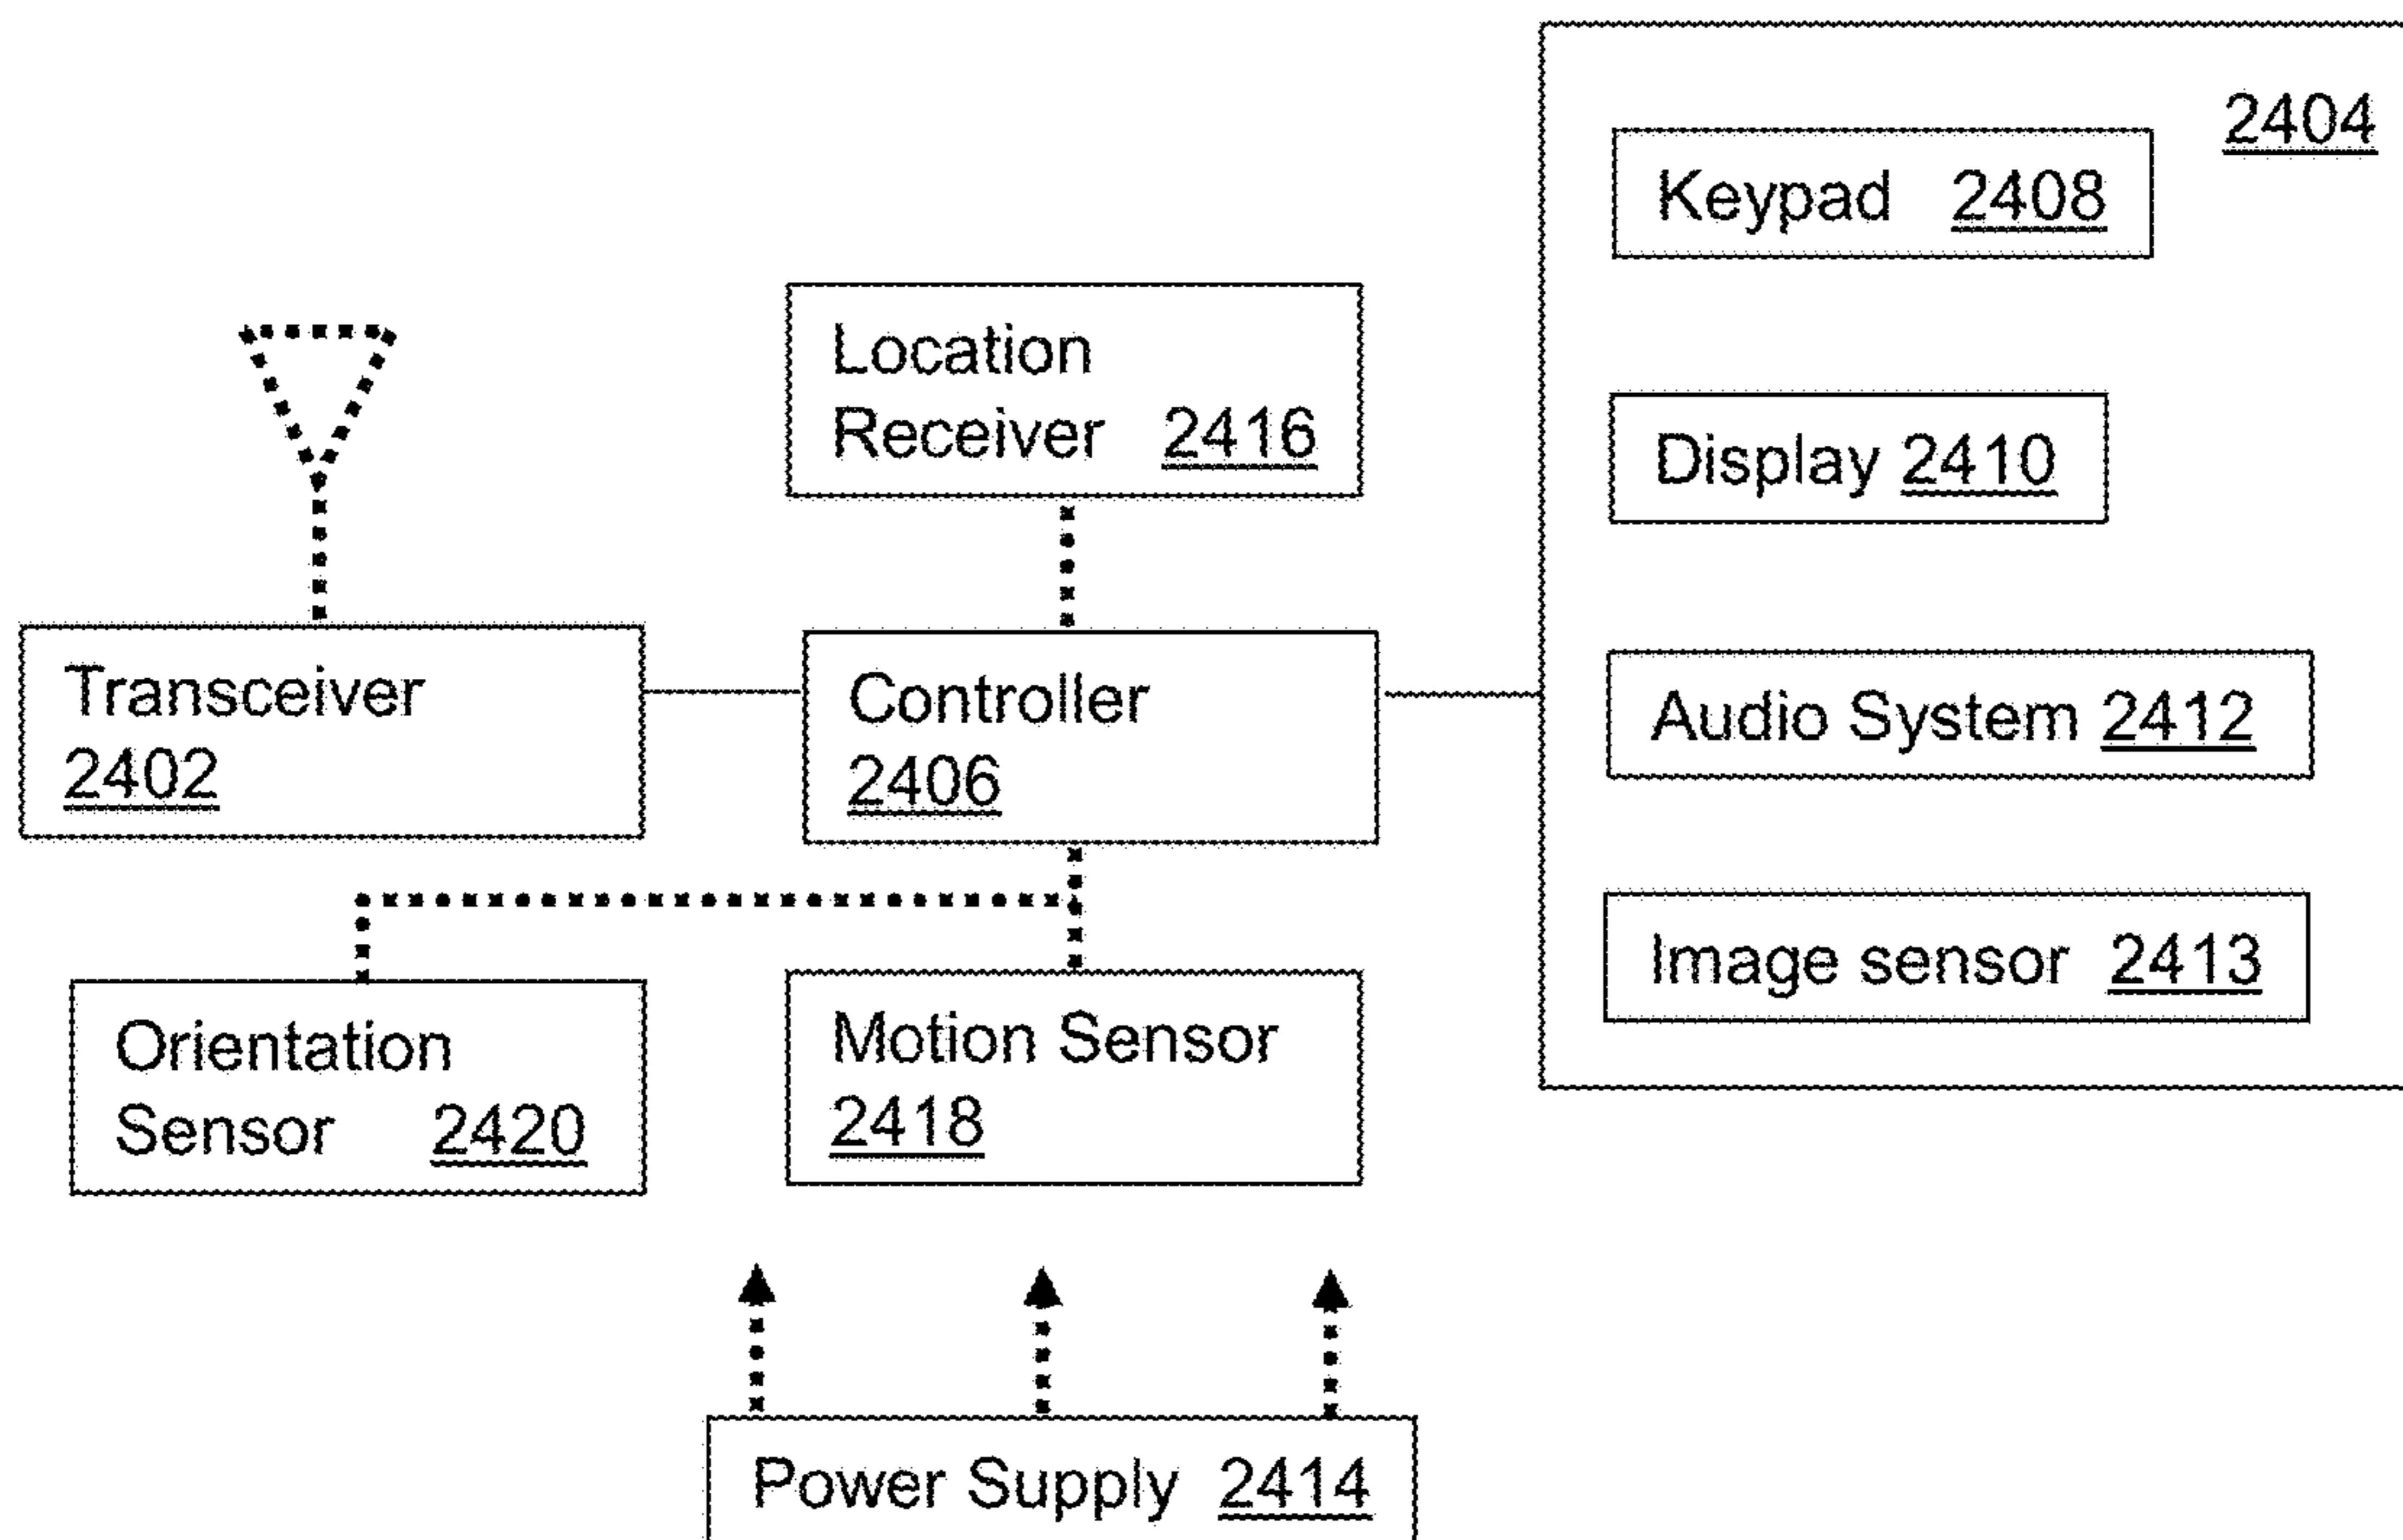 2404
Keypad 2408
Location
Receiver 2416
Display 2410
Transceiver
2402
Controller
2406
Audio System 2412
Image sensor 2413
Orientation
Sensor 2420
Motion Sensor
2418
Power Supply 2414